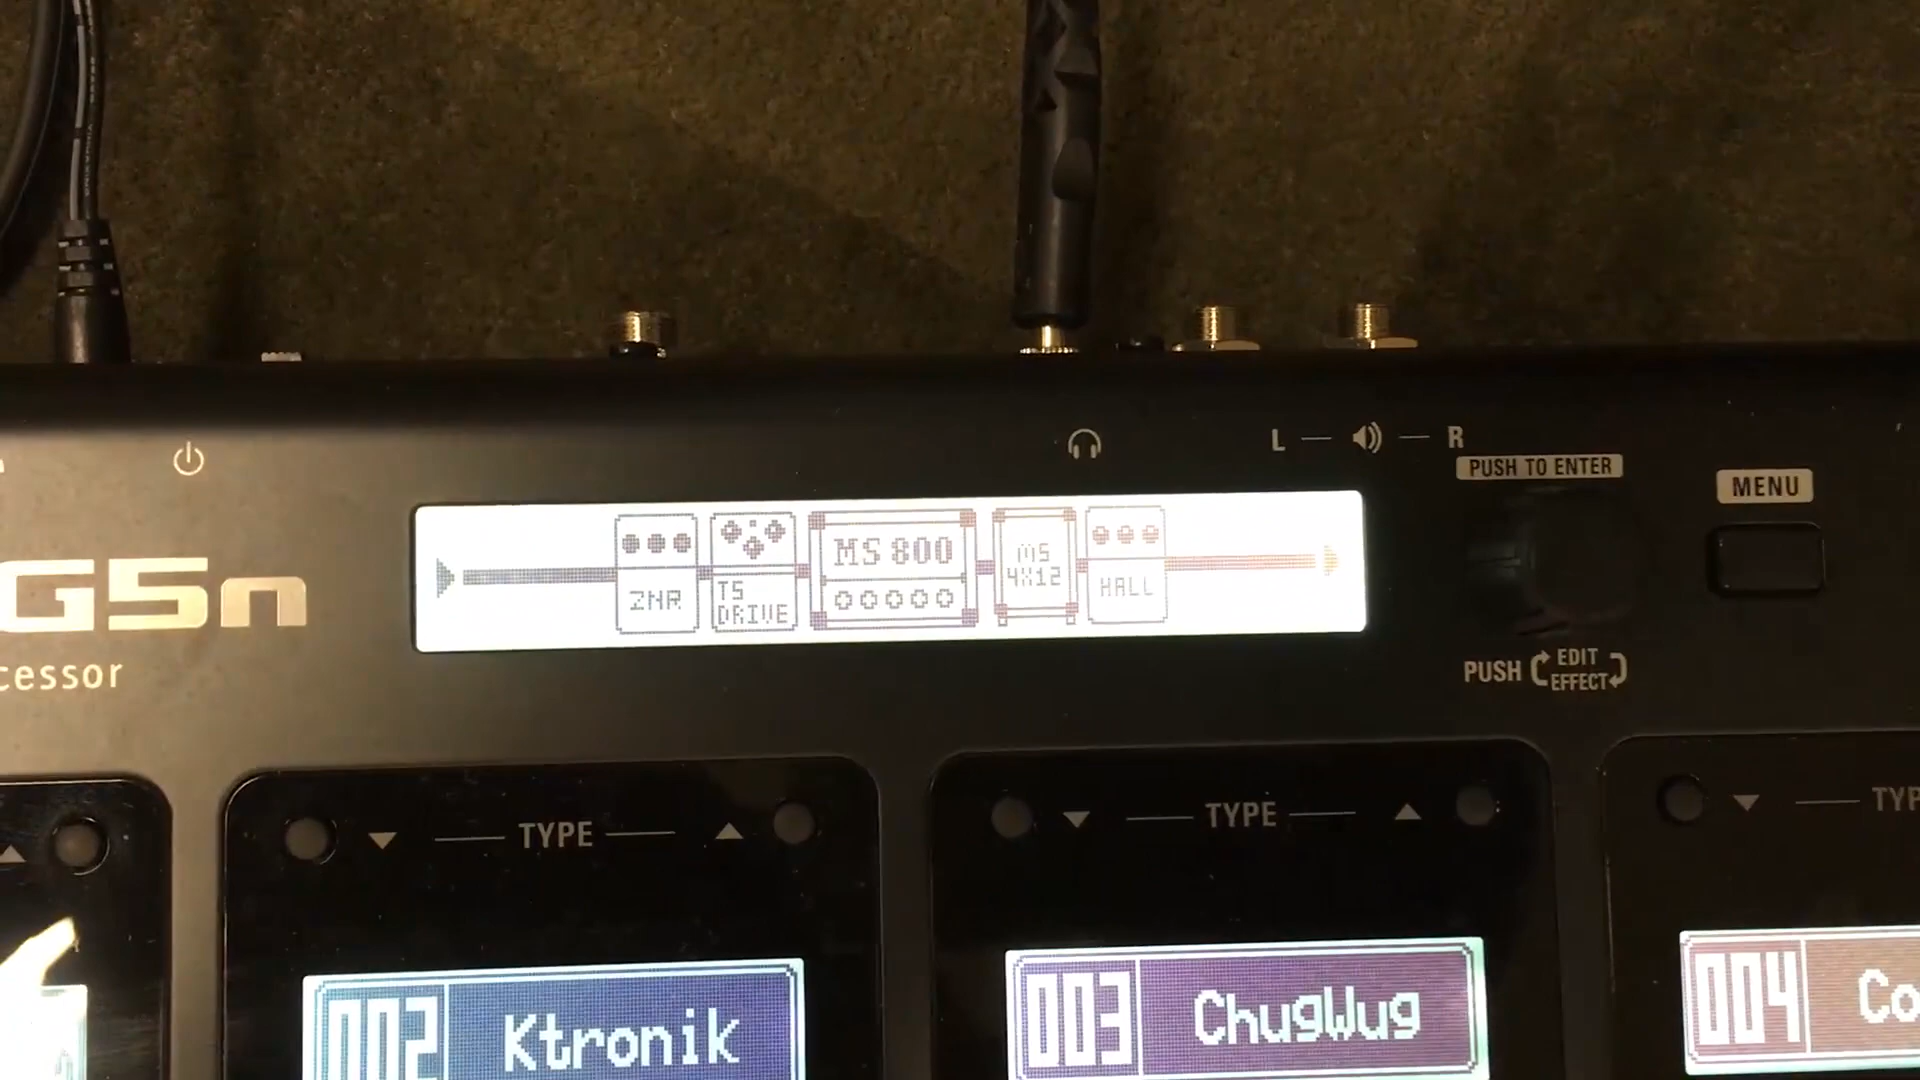 L R
PUSH TO ENTER
MENU
G5n
cessor
ZNR
TS
DRIVE
MS 800
MS
4X12
HALL
PUSH EDIT
EFFECT
TYPE
TYPE
TYP
002 Ktronik
003 ChugWug
004 Co